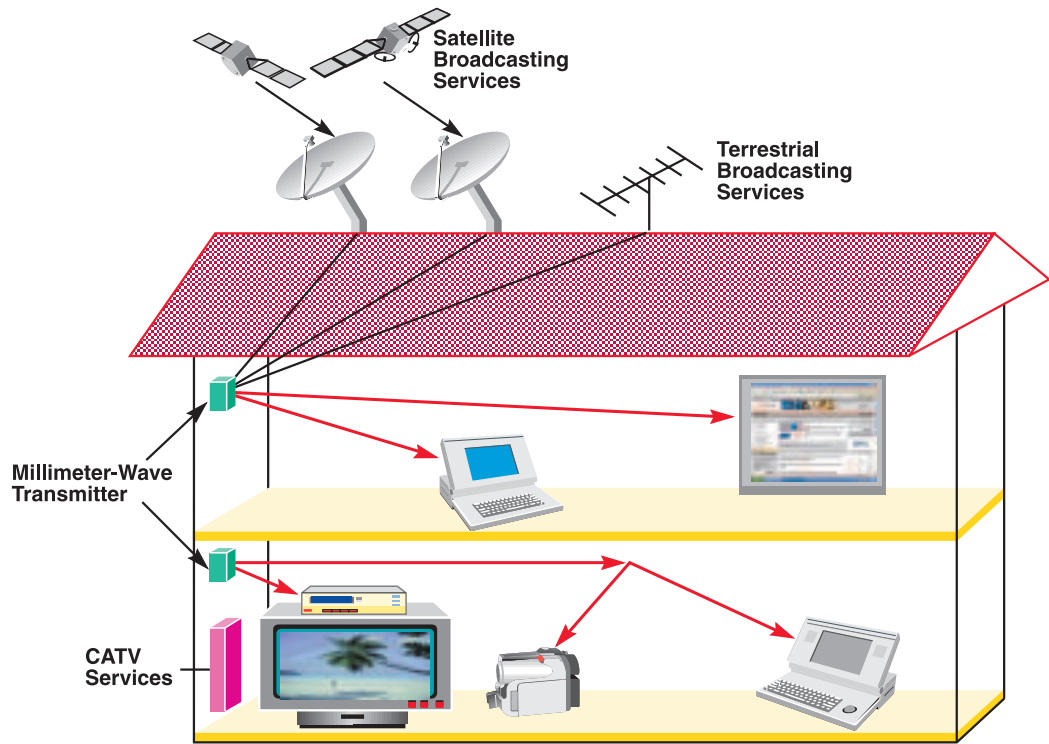 Satellite
Broadcasting
Services
Terrestrial
Broadcasting
Services
Millimeter-Wave
Transmitter
CATV
Services